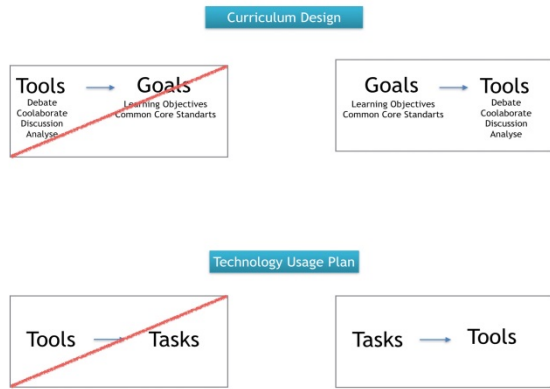 Curriculum Design
Tools
Goals
Debate
Coolaborate
Discussion
Analyse
Learning Objectives
Common Core Standarts
Goals
Tools
Learning Objectives
Common Core Standarts
Debate
Coolaborate
Discussion
Analyse
Technology Usage Plan
Tools
Tasks
Tasks
Tools